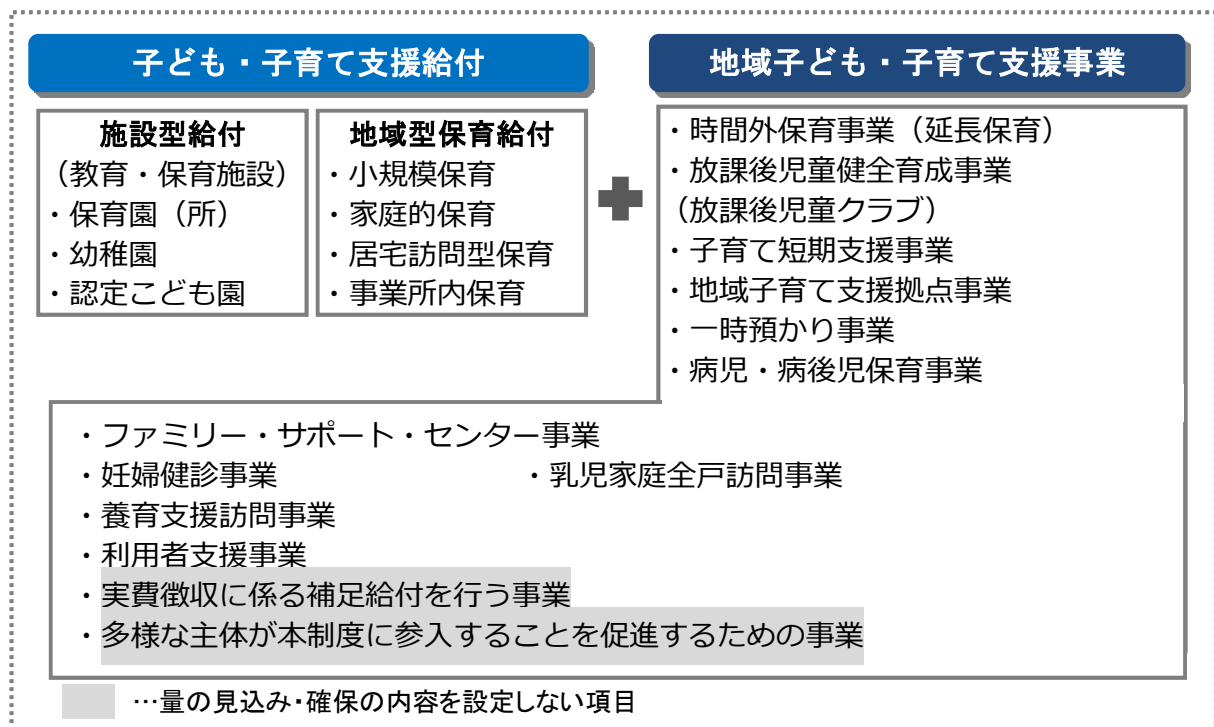 子ども・子育て支援給付
施設型給付
（教育・保育施設）
・保育園（所）
・幼稚園
・認定こども園
地域型保育給付
・小規模保育
・家庭的保育
・居宅訪問型保育
・事業所内保育
地域子ども・子育て支援事業
・時間外保育事業（延長保育）
・放課後児童健全育成事業
（放課後児童クラブ）
・子育て短期支援事業
・地域子育て支援拠点事業
・一時預かり事業
・病児・病後児保育事業
・ファミリー・サポート・センター事業
・妊婦健診事業　・乳児家庭全戸訪問事業
・養育支援訪問事業
・利用者支援事業
・実費徴収に係る補足給付を行う事業
・多様な主体が本制度に参入することを促進するための事業
…量の見込み・確保の内容を設定しない項目